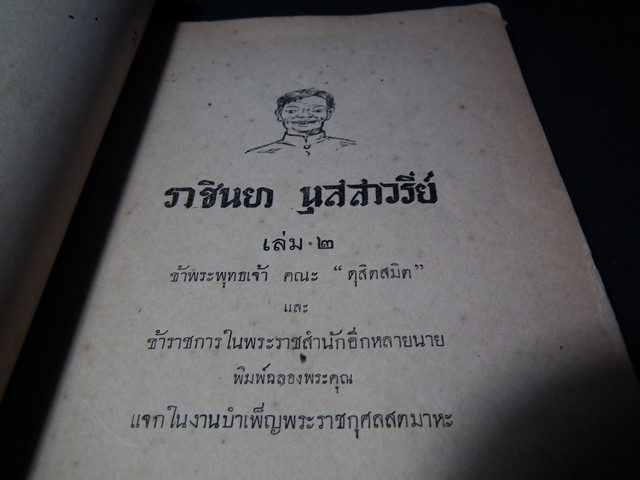 ราชินยา นุสสาวรีย์
เล่ม ๒
ข้าพระพุทธเจ้า คณะ “ดุสิตสมิต”
และ
ข้าราชการในพระราชสำนักอีกหลายนาย
พิมพ์ฉลองพระคุณ
แจกในงานบำเพ็ญพระราชกุศลสตมาหะ